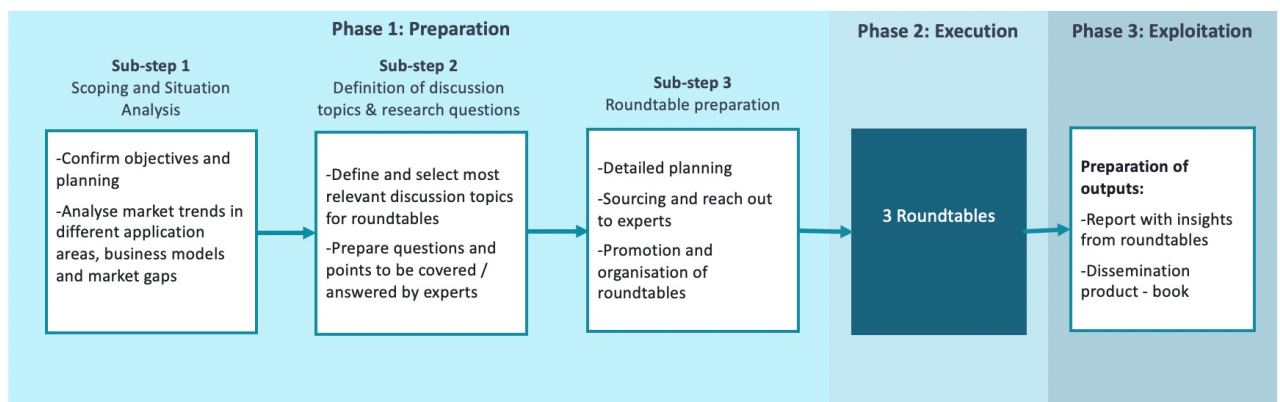 Phase 1: Preparation
Sub-step 1
Scoping and Situation
Analysis
-Confirm objectives and
planning
-Analyse market trends in
different application
areas, business models
and market gaps
Sub-step 2
Definition of discussion
topics & research questions
-Define and select most
relevant discussion topics
for roundtables
-Prepare questions and
points to be covered /
answered by experts
Sub-step 3
Roundtable preparation
-Detailed planning
-Sourcing and reach out
to experts
-Promotion and
organisation of
roundtables
Phase 2: Execution
3 Roundtables
Phase 3: Exploitation
Preparation of
outputs:
-Report with insights
from roundtables
-Dissemination
product - book